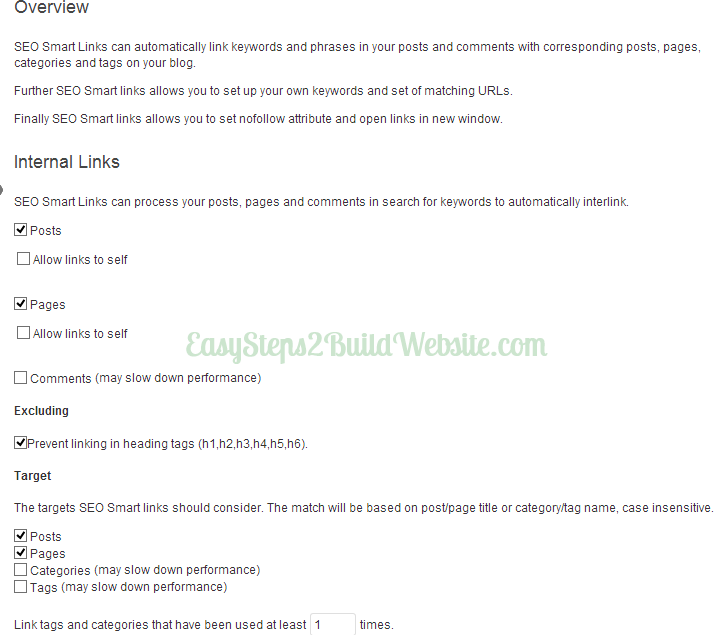 Overview
SEO Smart Links can automatically link keywords and phrases in your posts and comments with corresponding posts, pages,
categories and tags on your blog.
Further SEO Smart links allows you to set up your own keywords and set of matching URLs.
Finally SEO Smart links allows you to set nofollow attribute and open links in new window.
Internal Links
SEO Smart Links can process your posts, pages and comments in search for keywords to automatically interlink.
Posts
Allow links to self
Pages
Allow links to self
EasySteps2BuildWebsite.com
Comments (may slow down performance)
Excluding
Prevent linking in heading tags (h1,h2,h3,h4,h5,h6).
Target
The targets SEO Smart links should consider. The match will be based on post/page title or category/tag name, case insensitive.
Posts
Pages
Categories (may slow down performance)
Tags (may slow down performance)
Link tags and categories that have been used at least 1 times.